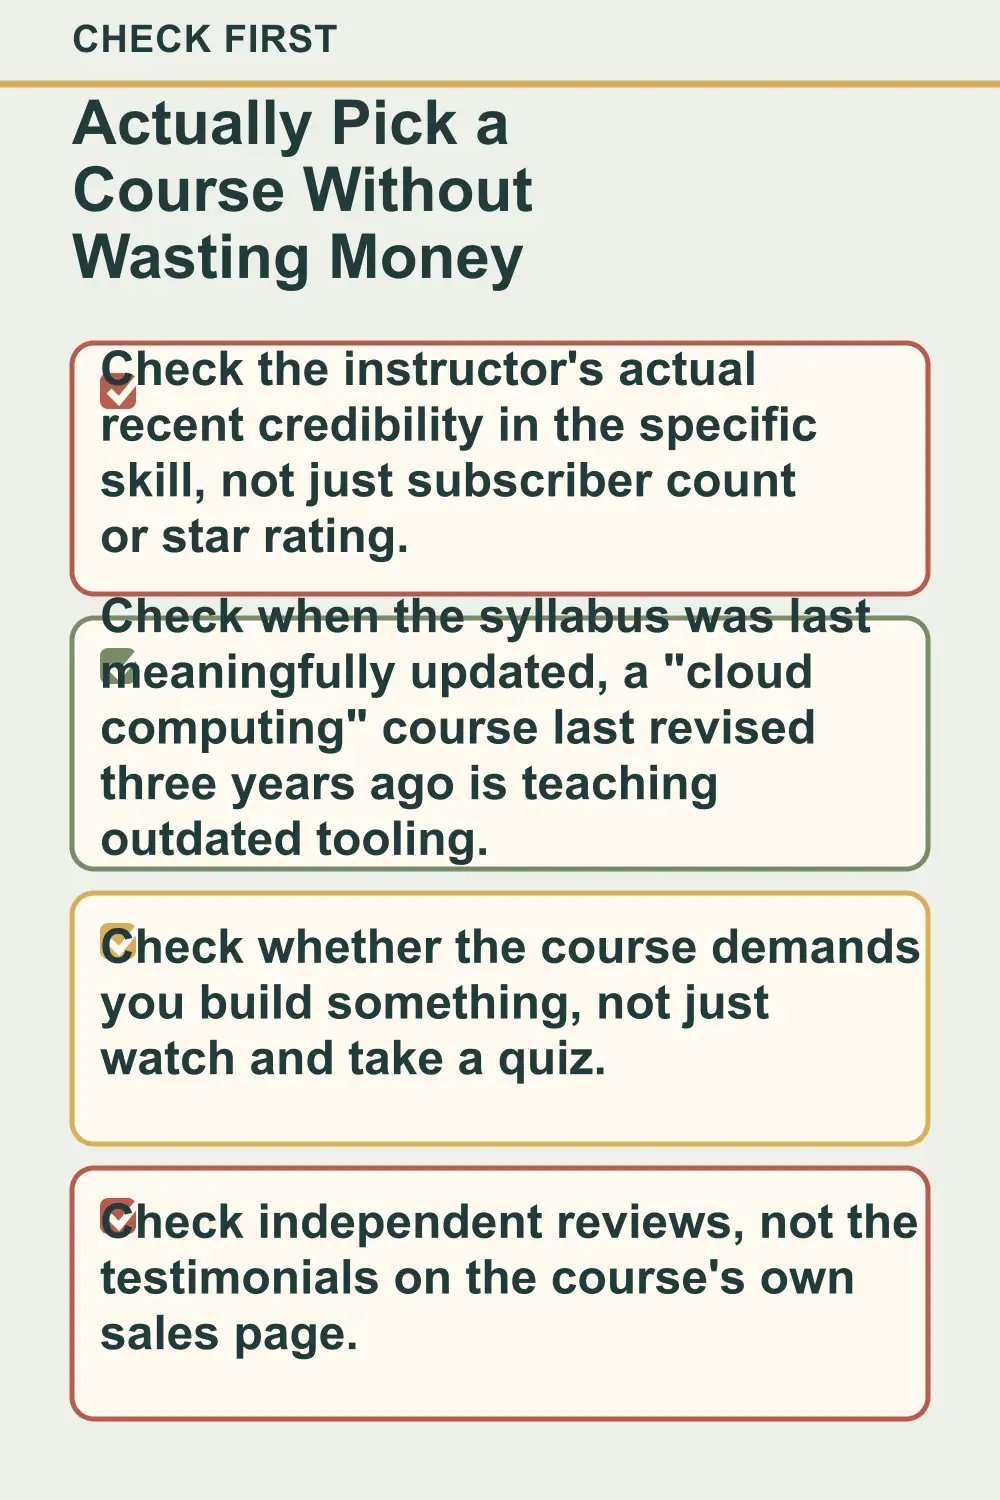 CHECK FIRST
Actually Pick a
Course Without
Wasting Money
Check the instructor's actual
recent credibility in the specific
skill, not just subscriber count
or star rating.
Check when the syllabus was last
meaningfully updated, a "cloud
computing" course last revised
three years ago is teaching
outdated tooling.
Check whether the course demands
you build something, not just
watch and take a quiz.
Check independent reviews, not the
testimonials on the course's own
sales page.